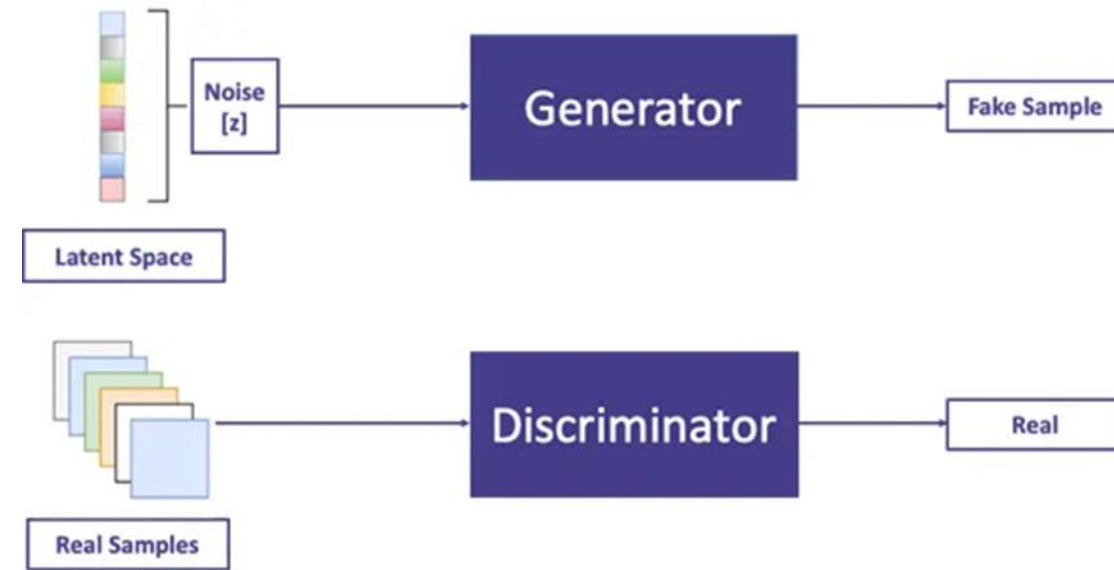 Noise
[z]
Generator
Fake Sample
Latent Space
Discriminator
Real
Real Samples